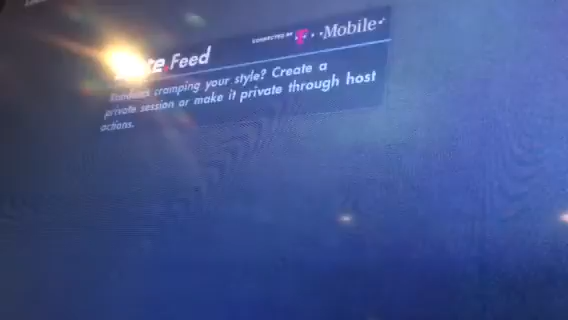 Feed
CONNECTED BY T Mobile
cramping your style? Create a
private session or make it private through host
actions.